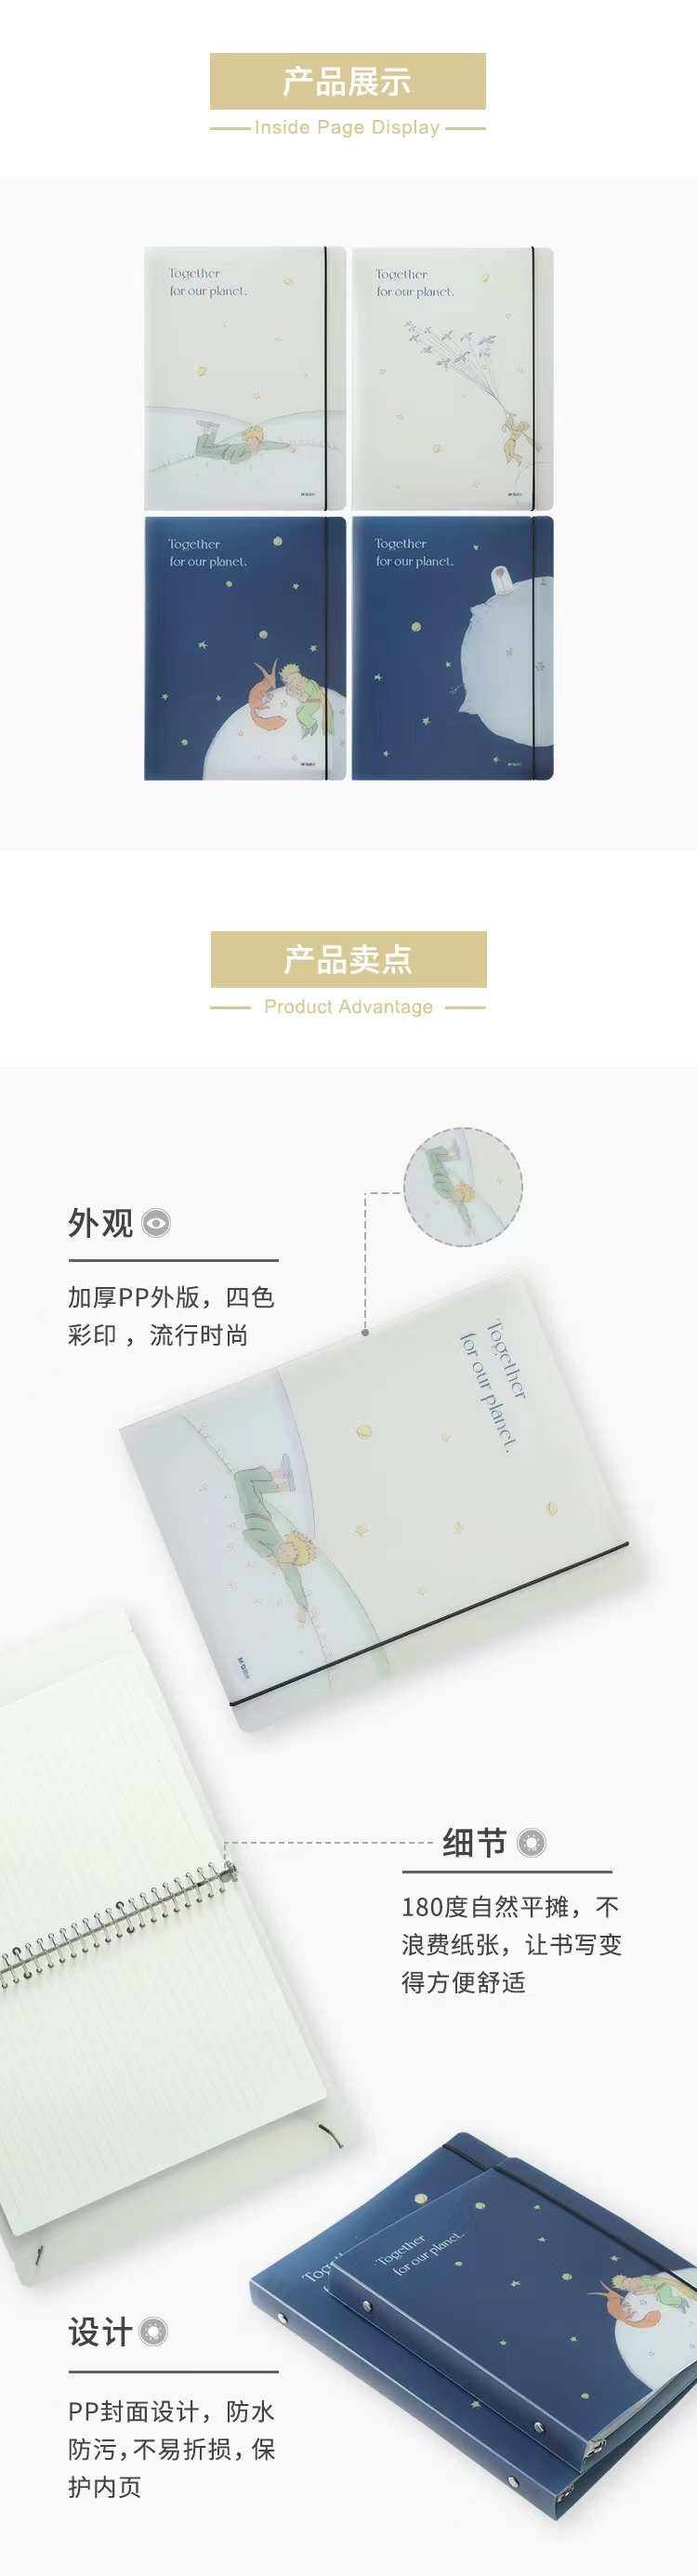 产品展示
Inside Page Display
Together
for our planet.
Together
for our planet.
Together
for our planet.
Together
for our planet.
产品卖点
Product Advantage
外观
加厚PP外版，四色
彩印 ，流行时尚
Together
for our planet.
M&G晨光
细节
180度自然平摊，不
浪费纸张，让书写变
得方便舒适
Together
for our planet.
设计
PP封面设计，防水
防污，不易折损，保
护内页